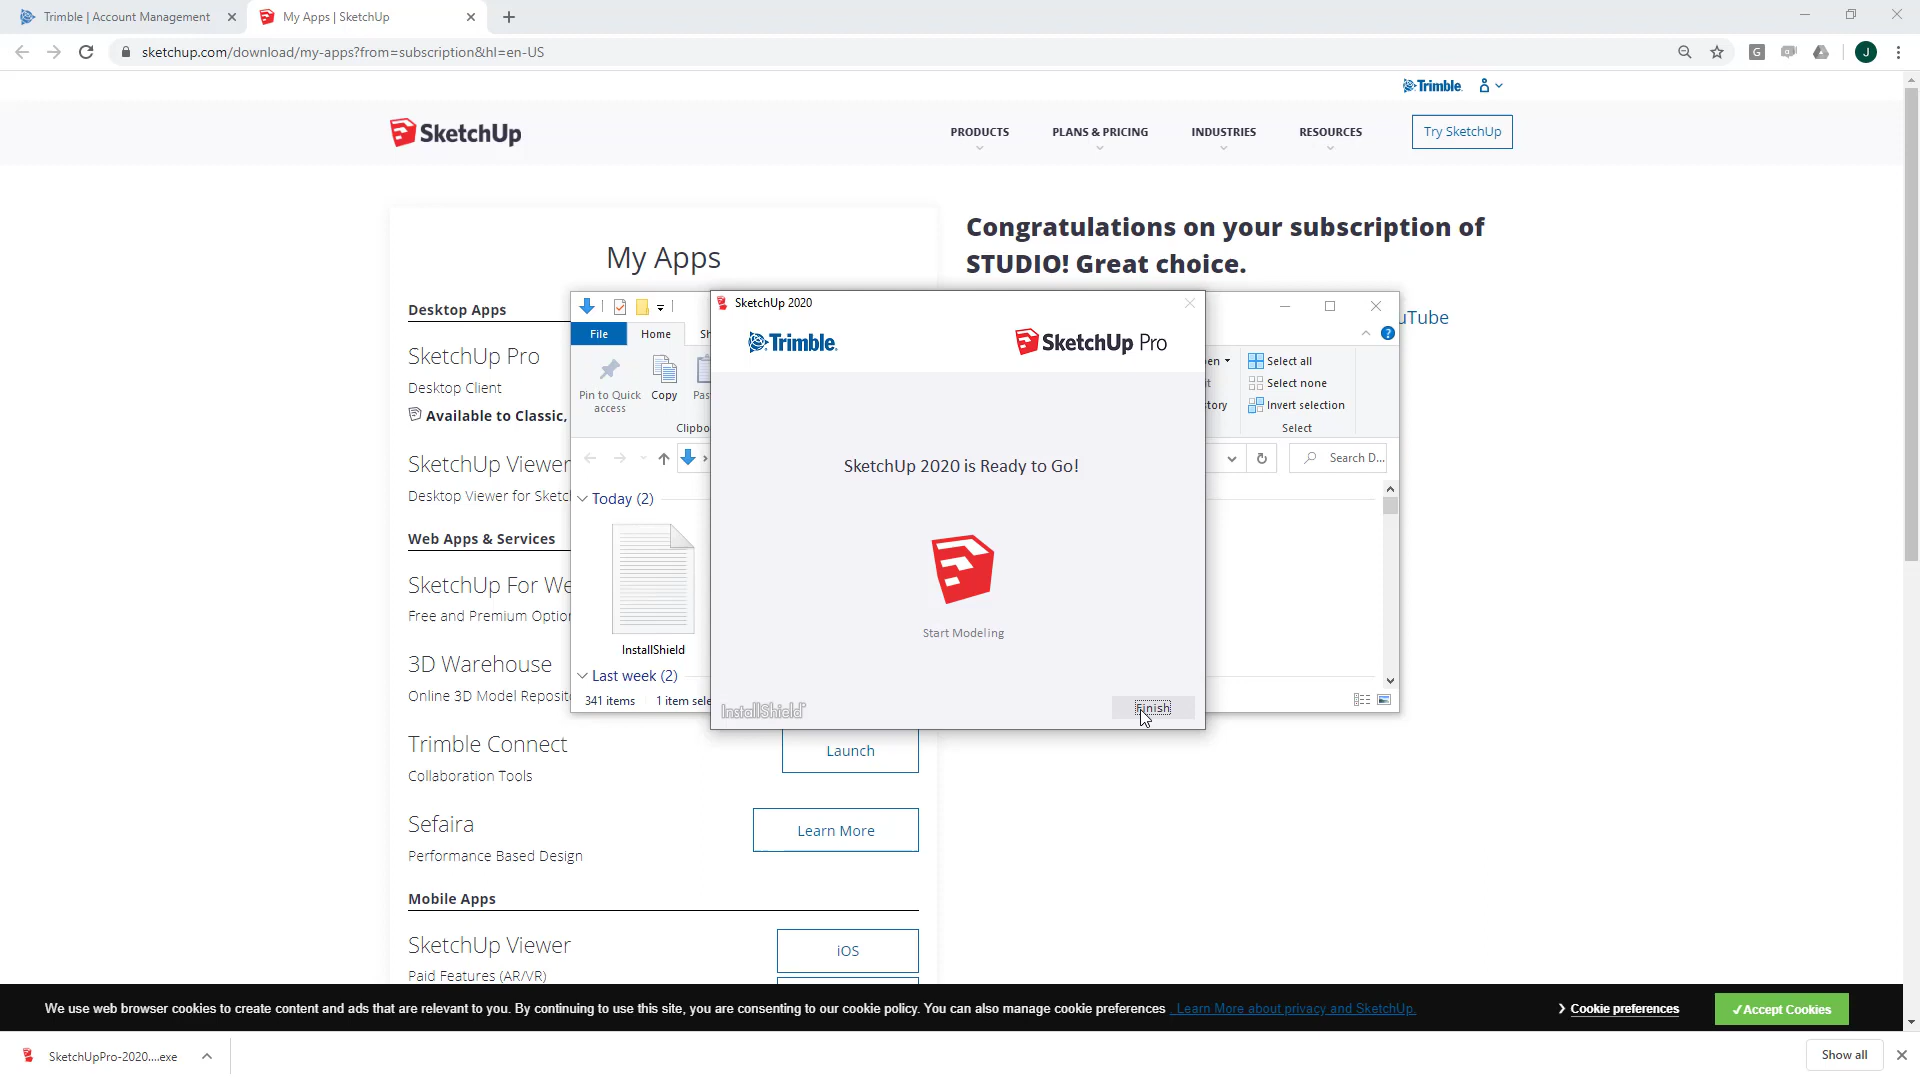 Trimble | Account Management
My Apps | SketchUp
sketchup.com/download/my-apps?from=subscription&hl=en-US
G
J
Trimble
SketchUp
PRODUCTS
PLANS & PRICING
INDUSTRIES
RESOURCES
Try SketchUp
My Apps
Congratulations on your subscription of
STUDIO! Great choice.
uTube
Desktop Apps
SketchUp Pro
Desktop Client
Available to Classic,
SketchUp Viewer
Desktop Viewer for Sketc
Web Apps & Services
SketchUp For We
Free and Premium Option
3D Warehouse
Online 3D Model Reposit
Trimble Connect
Collaboration Tools
Launch
Sefaira
Performance Based Design
Learn More
Mobile Apps
SketchUp Viewer
Paid Features (AR/VR)
iOS
File
Home
Sh
Pin to Quick
access
Copy
Pas
Clipbo
en
it
tory
Select all
Select none
Invert selection
Select
Search D...
Today (2)
InstallShield
Last week (2)
341 items
1 item sele
SketchUp 2020
Trimble.
SketchUp Pro
SketchUp 2020 is Ready to Go!
Start Modeling
InstallShield
Finish
We use web browser cookies to create content and ads that are relevant to you. By continuing to use this site, you are consenting to our cookie policy. You can also manage cookie preferences Learn More about privacy and SketchUp.
Cookie preferences
✓Accept Cookies
SketchUpPro-2020....exe
Show all